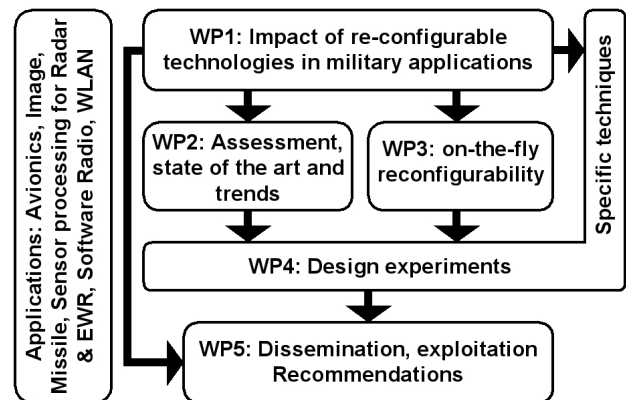 Applications: Avionics, Image,
Missile, Sensor processing for Radar
& EWR, Software Radio, WLAN
WP1: Impact of re-configurable
technologies in military applications
WP2: Assessment,
state of the art and
trends
WP3: on-the-fly
reconfigurability
Specific techniques
WP4: Design experiments
WP5: Dissemination, exploitation
Recommendations